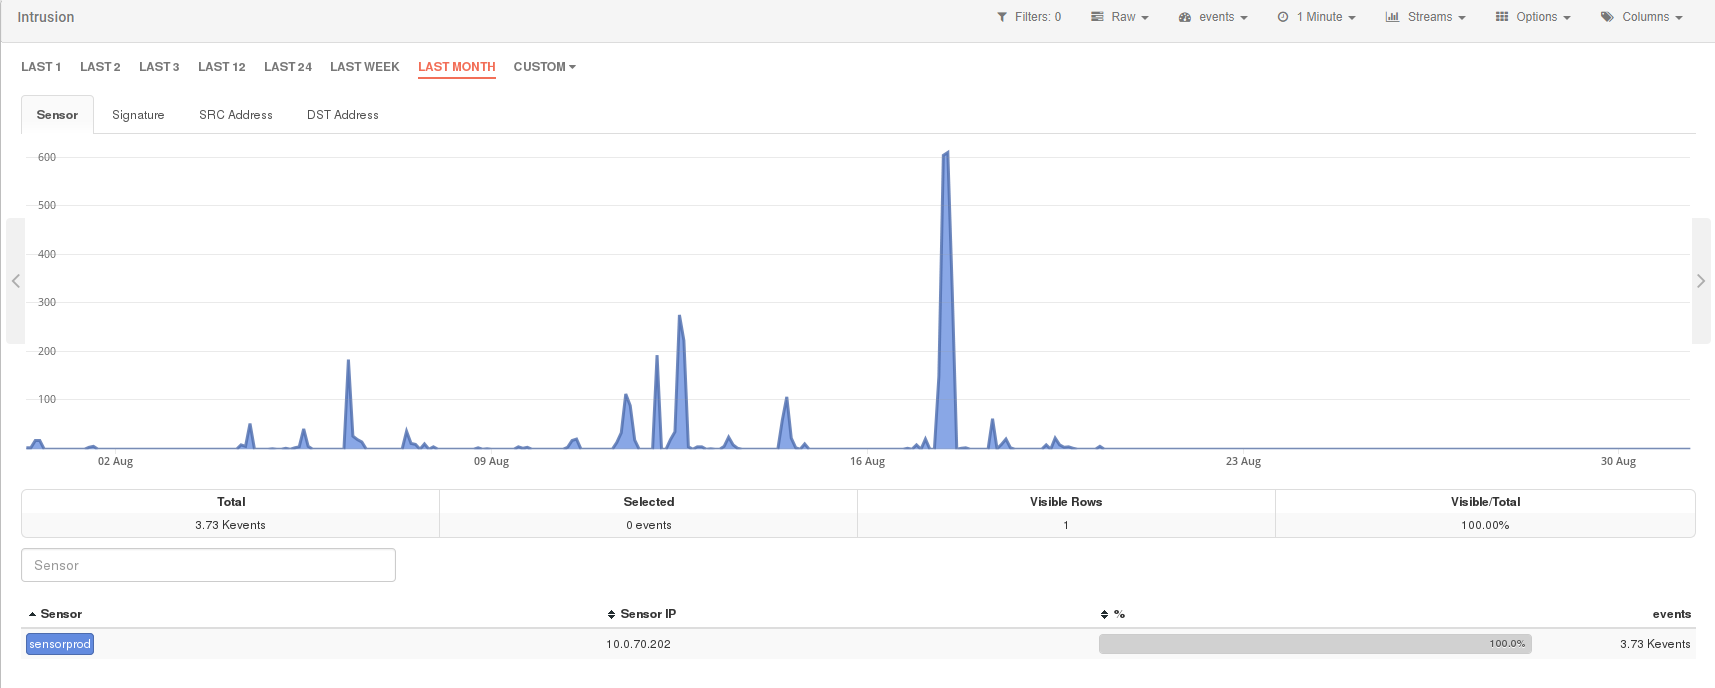 Intrusion Filters: 0 Raw events 1 Minute Streams Options Columns
LAST 1 LAST 2 LAST 3 LAST 12 LAST 24 LAST WEEK LAST MONTH CUSTOM
Sensor Signature SRC Address DST Address
600
500
400
300
200
100
02 Aug 09 Aug 16 Aug 23 Aug 30 Aug
Total Selected Visible Rows Visible/Total
3.73 Kevents 0 events 1 100.00%
Sensor
Sensor Sensor IP % events
sensorprod 10.0.70.202 100.0% 3.73 Kevents